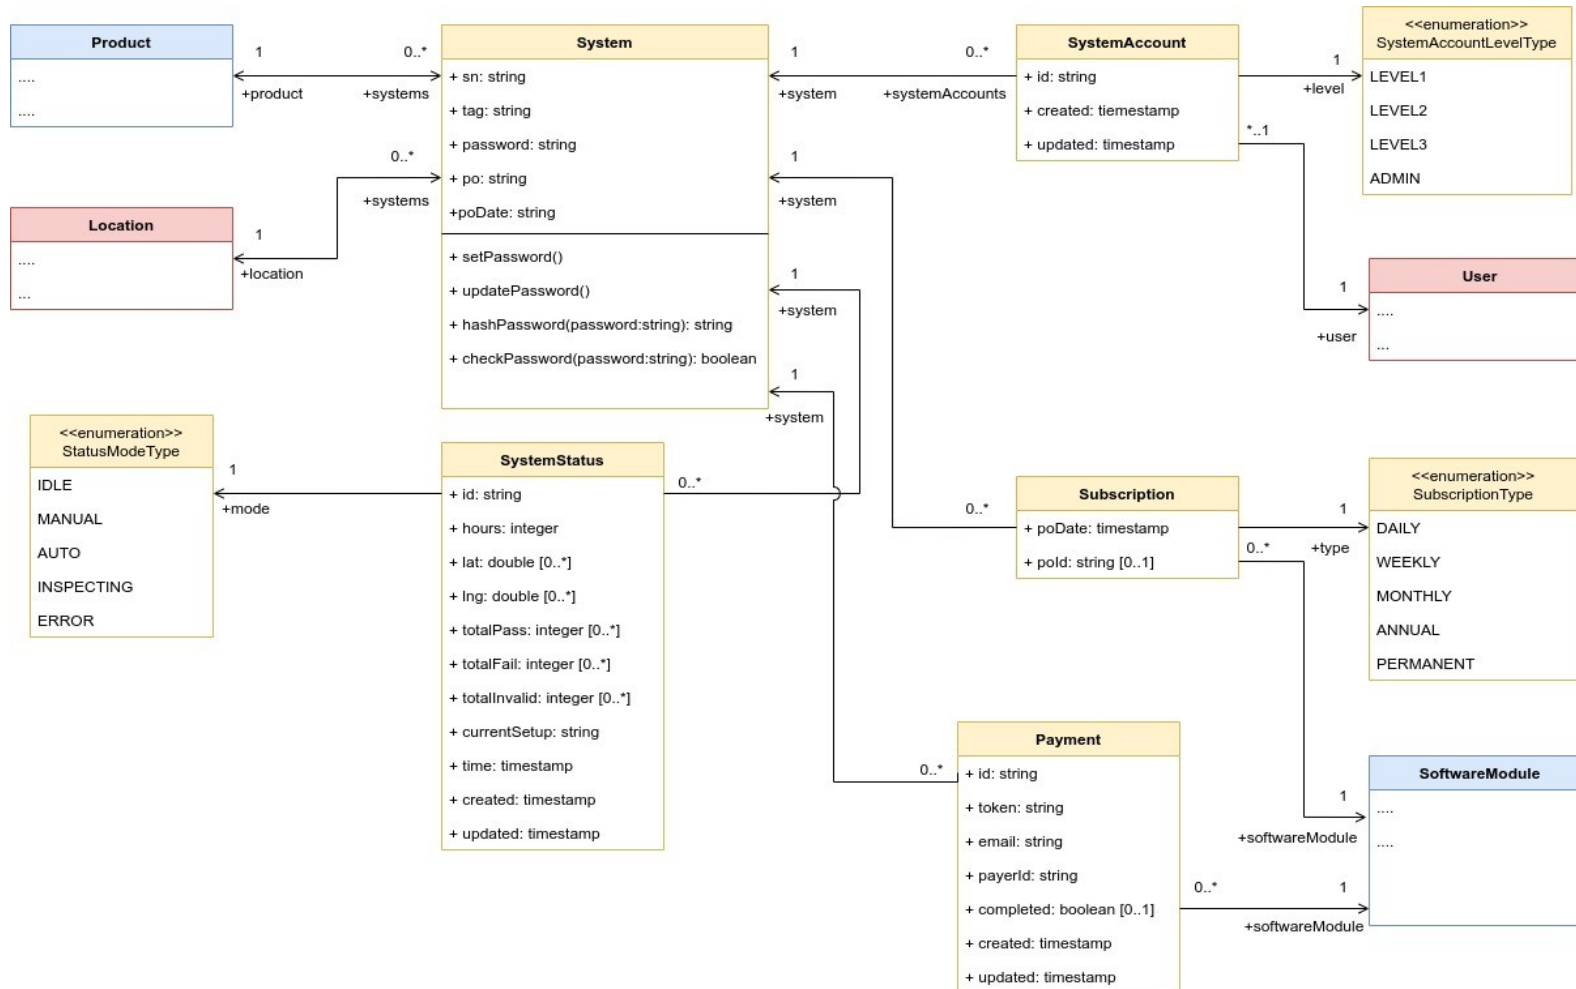 Product
....
....
1
+product
0..*
+systems
System
+ sn: string
+ tag: string
+ password: string
+ po: string
+poDate: string
+ setPassword()
+ updatePassword()
+ hashPassword(password:string): string
+ checkPassword(password:string): boolean
1
+system
0..*
+systemAccounts
SystemAccount
+ id: string
+ created: tiemestamp
+ updated: timestamp
1
+level
<<enumeration>>
SystemAccountLevelType
LEVEL1
LEVEL2
LEVEL3
ADMIN
*..1
1
+user
User
....
...
Location
....
...
1
+location
0..*
+systems
1
+system
1
+system
1
+system
<<enumeration>>
StatusModeType
IDLE
MANUAL
AUTO
INSPECTING
ERROR
1
+mode
SystemStatus
+ id: string
+ hours: integer
+ lat: double [0..*]
+ lng: double [0..*]
+ totalPass: integer [0..*]
+ totalFail: integer [0..*]
+ totalInvalid: integer [0..*]
+ currentSetup: string
+ time: timestamp
+ created: timestamp
+ updated: timestamp
0..*
0..*
Subscription
+ poDate: timestamp
+ poId: string [0..1]
1
+type
0..*
<<enumeration>>
SubscriptionType
DAILY
WEEKLY
MONTHLY
ANNUAL
PERMANENT
0..*
Payment
+ id: string
+ token: string
+ email: string
+ payerId: string
+ completed: boolean [0..1]
+ created: timestamp
+ updated: timestamp
1
+softwareModule
0..*
1
+softwareModule
SoftwareModule
....
....